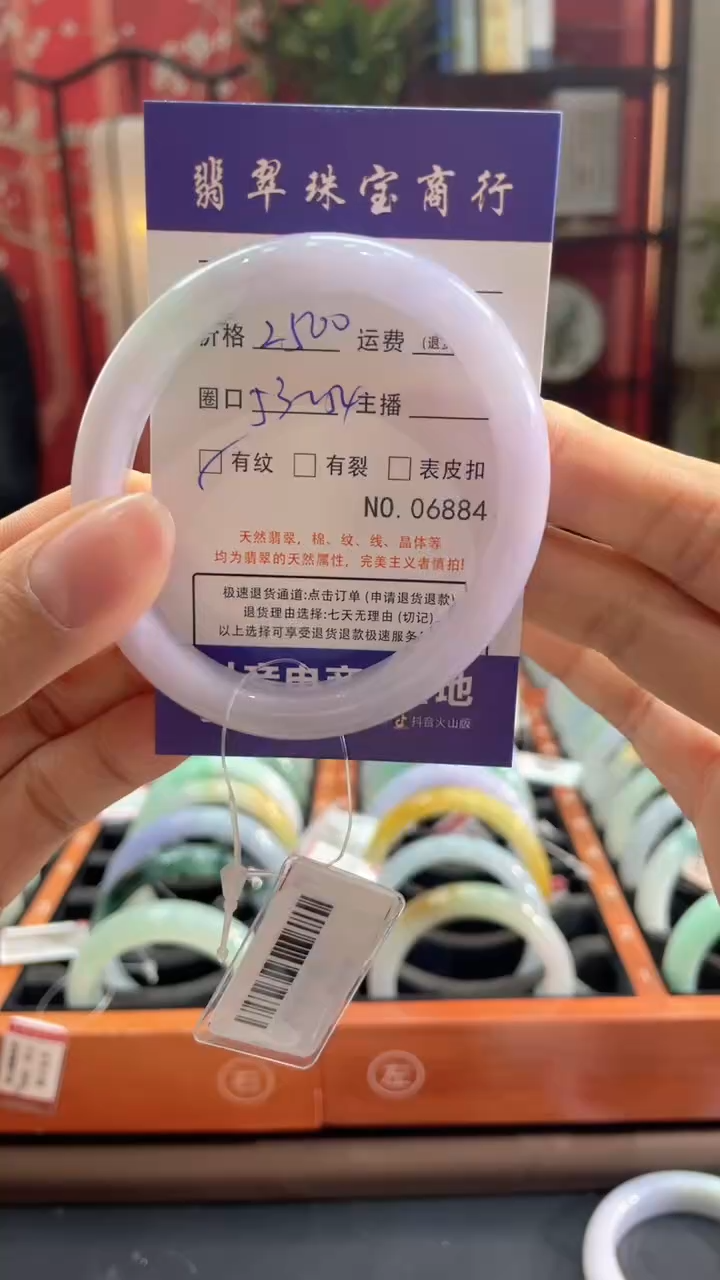 翡翠珠宝商行
价格 2500 运费 (退
圈口 53~54 主播
有纹 有裂 表皮扣
NO. 06884
天然翡翠，棉、纹、线、晶体等
均为翡翠的天然属性，完美主义者慎拍!
极速退货通道:点击订单 (申请退货退款)
退货理由选择:七天无理由 (切记)
以上选择可享受退货退款极速服务
地
抖音火山版
右 左